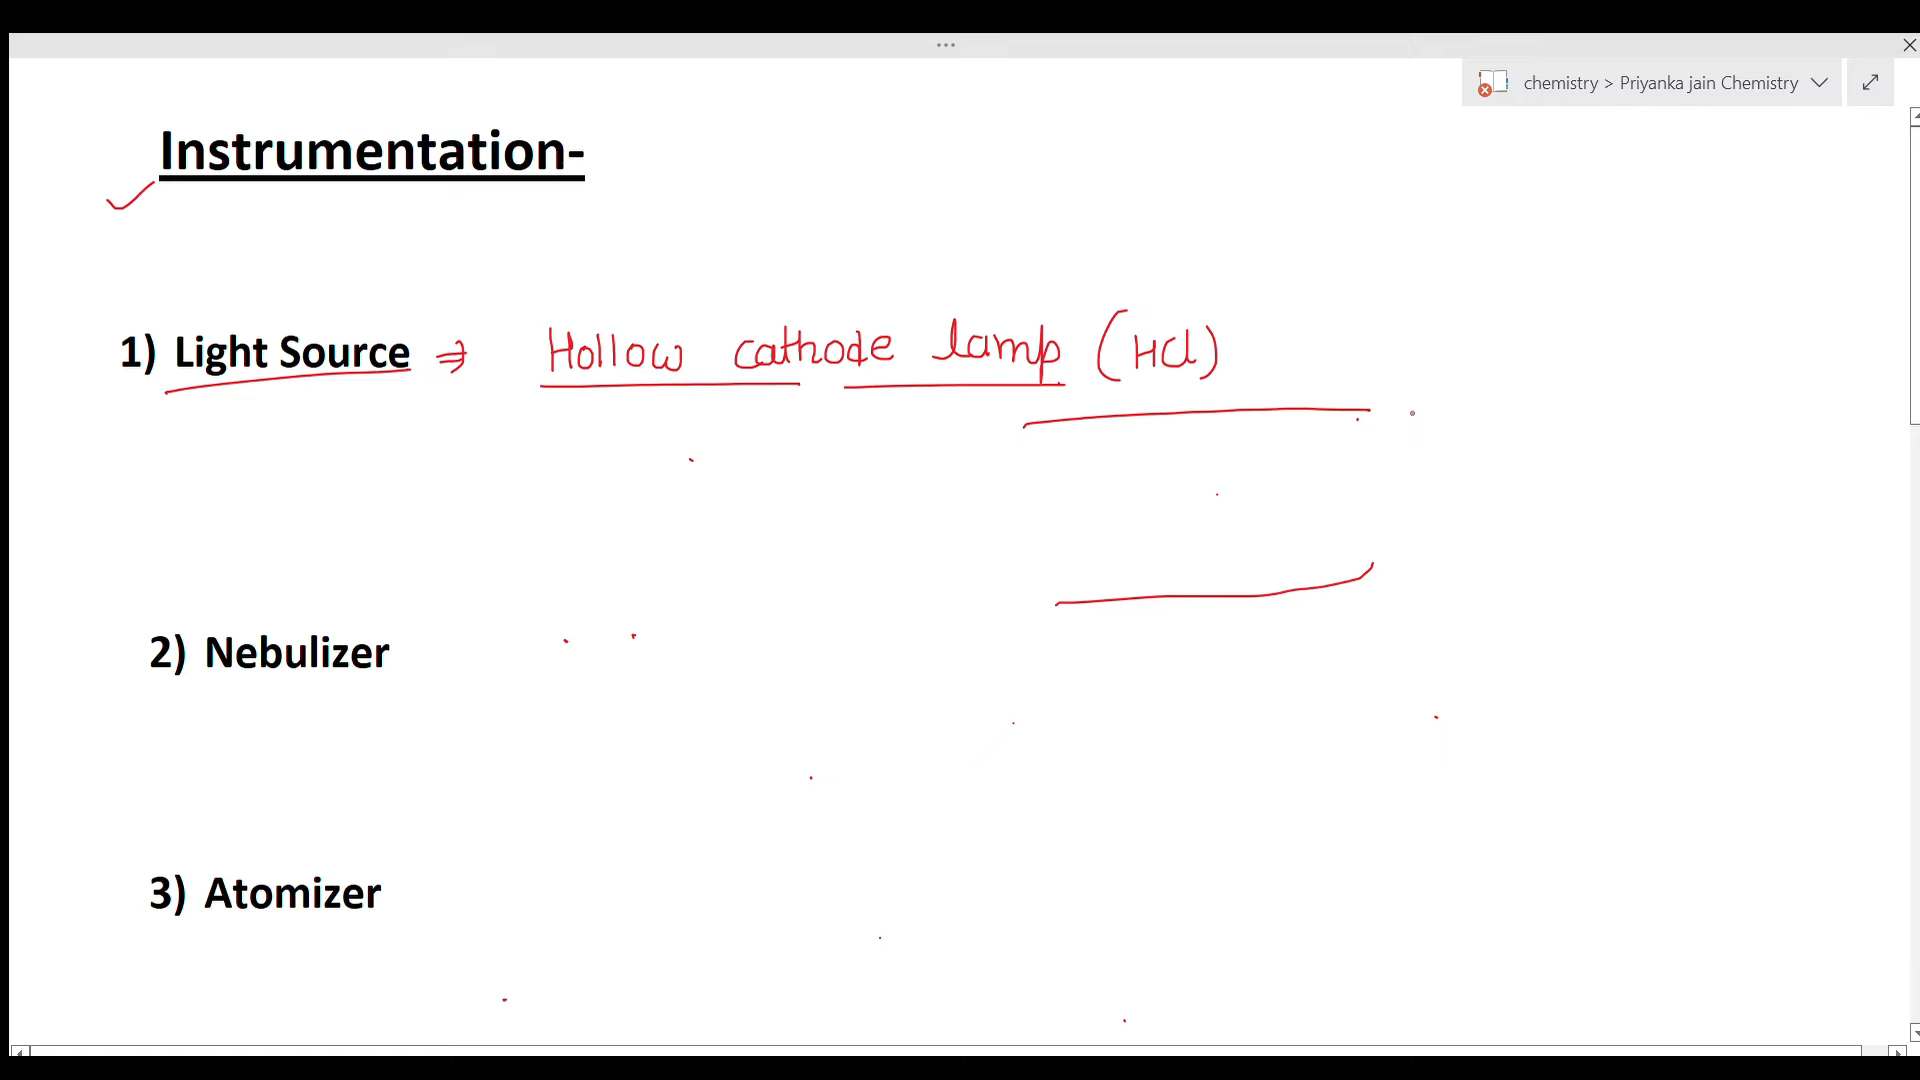 chemistry > Priyanka jain Chemistry
Instrumentation-
1) Light Source ⇒ Hollow cathode lamp (HCl)
2) Nebulizer
3) Atomizer